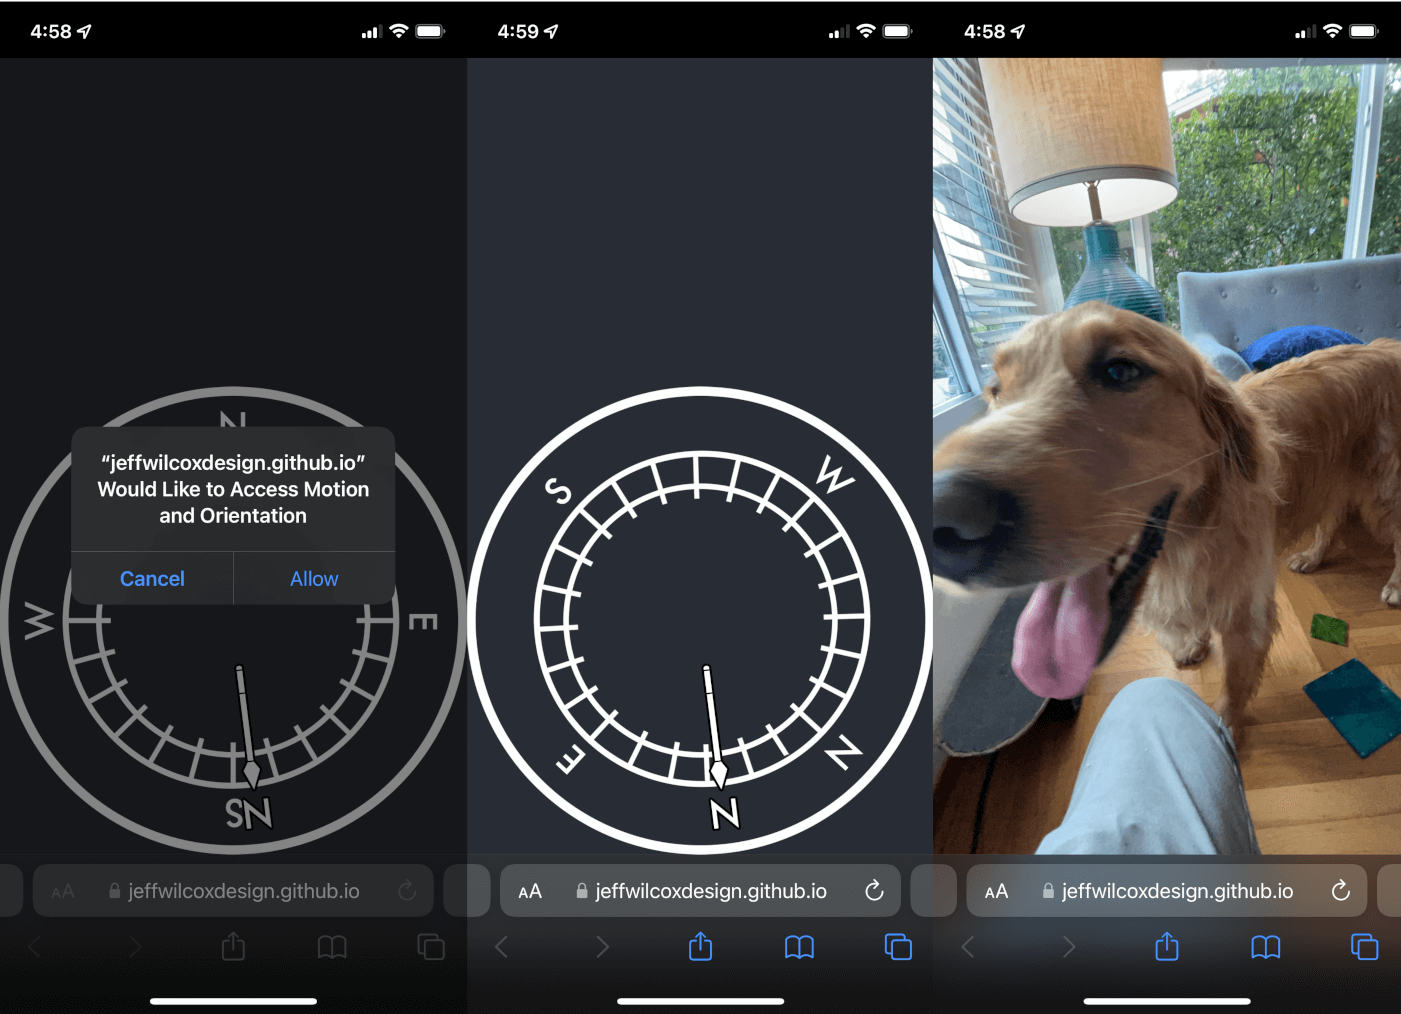 4:58
4:59
4:58
N
"jeffwilcoxdesign.github.io"
Would Like to Access Motion
and Orientation
Cancel
Allow
W
E
S
N
S
W
E
N
N
AA
jeffwilcoxdesign.github.io
AA
jeffwilcoxdesign.github.io
AA
jeffwilcoxdesign.github.io